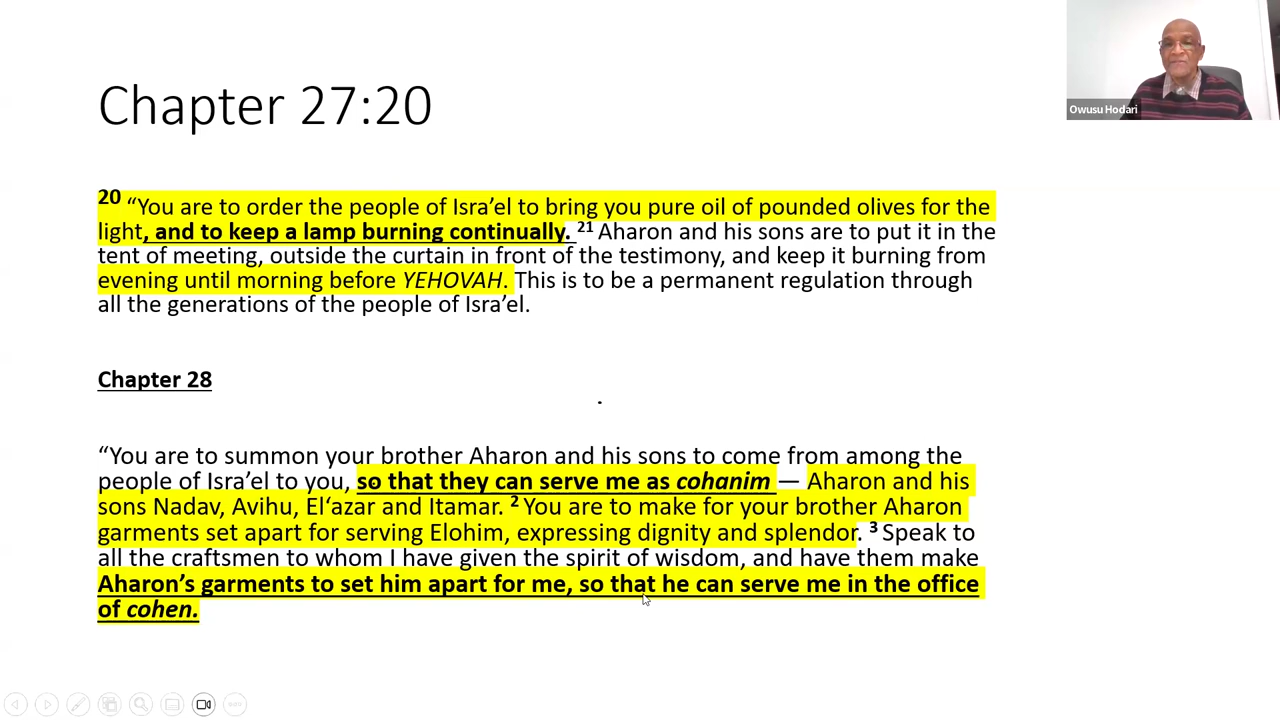 Chapter 27:20
Owusu Hodari
20 “You are to order the people of Isra’el to bring you pure oil of pounded olives for the
light, and to keep a lamp burning continually. 21 Aharon and his sons are to put it in the
tent of meeting, outside the curtain in front of the testimony, and keep it burning from
evening until morning before YEHOVAH. This is to be a permanent regulation through
all the generations of the people of Isra’el.
Chapter 28
.
“You are to summon your brother Aharon and his sons to come from among the
people of Isra’el to you, so that they can serve me as cohanim — Aharon and his
sons Nadav, Avihu, El‘azar and Itamar. 2 You are to make for your brother Aharon
garments set apart for serving Elohim, expressing dignity and splendor. 3 Speak to
all the craftsmen to whom I have given the spirit of wisdom, and have them make
Aharon’s garments to set him apart for me, so that he can serve me in the office
of cohen.